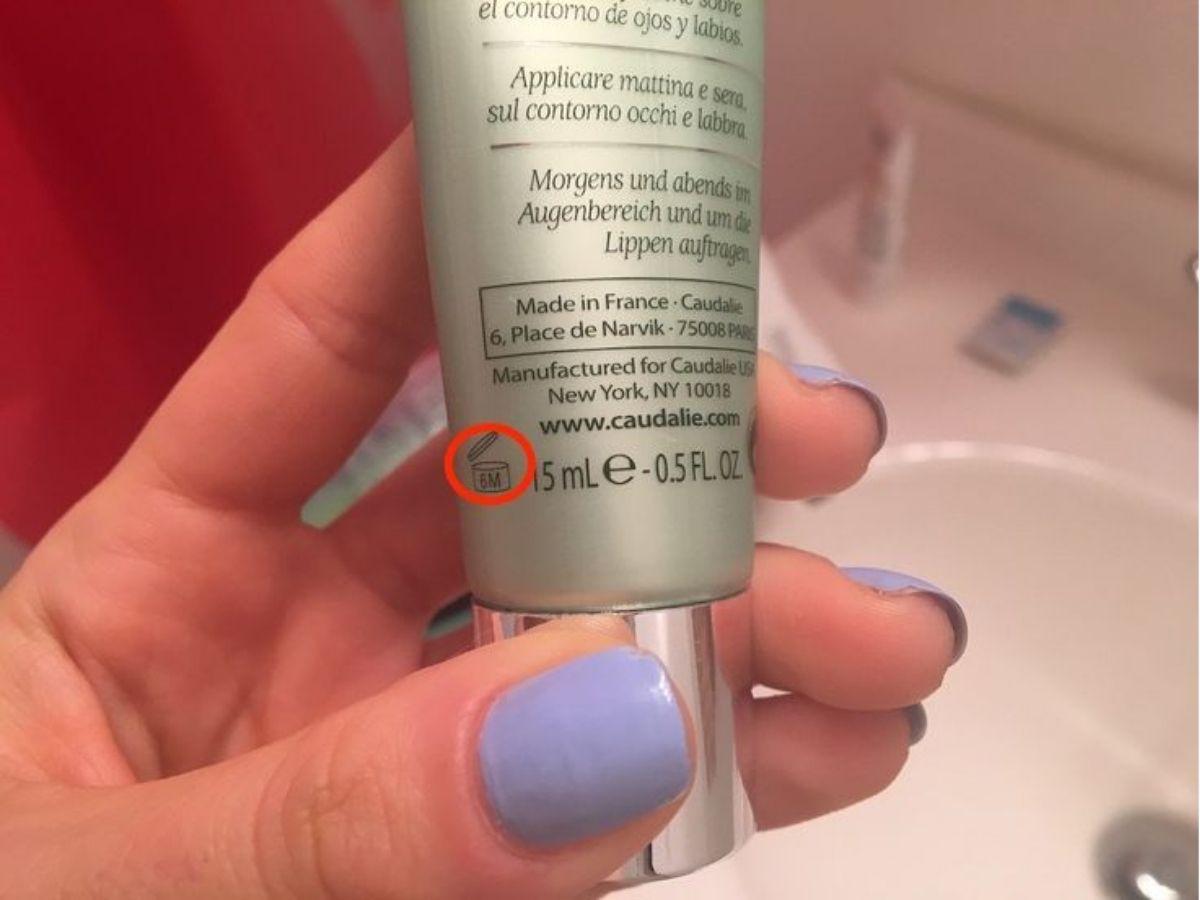 sobre
el contorno de ojos y labios.
Applicare mattina e sera,
sul contorno occhi e labbra.
Morgens und abends im
Augenbereich und um die
Lippen auftragen.
Made in France · Caudalie
6, Place de Narvik · 75008 PARIS
Manufactured for Caudalie USA
New York, NY 10018
www.caudalie.com
6M 15 mL e - 0.5 FL. OZ.